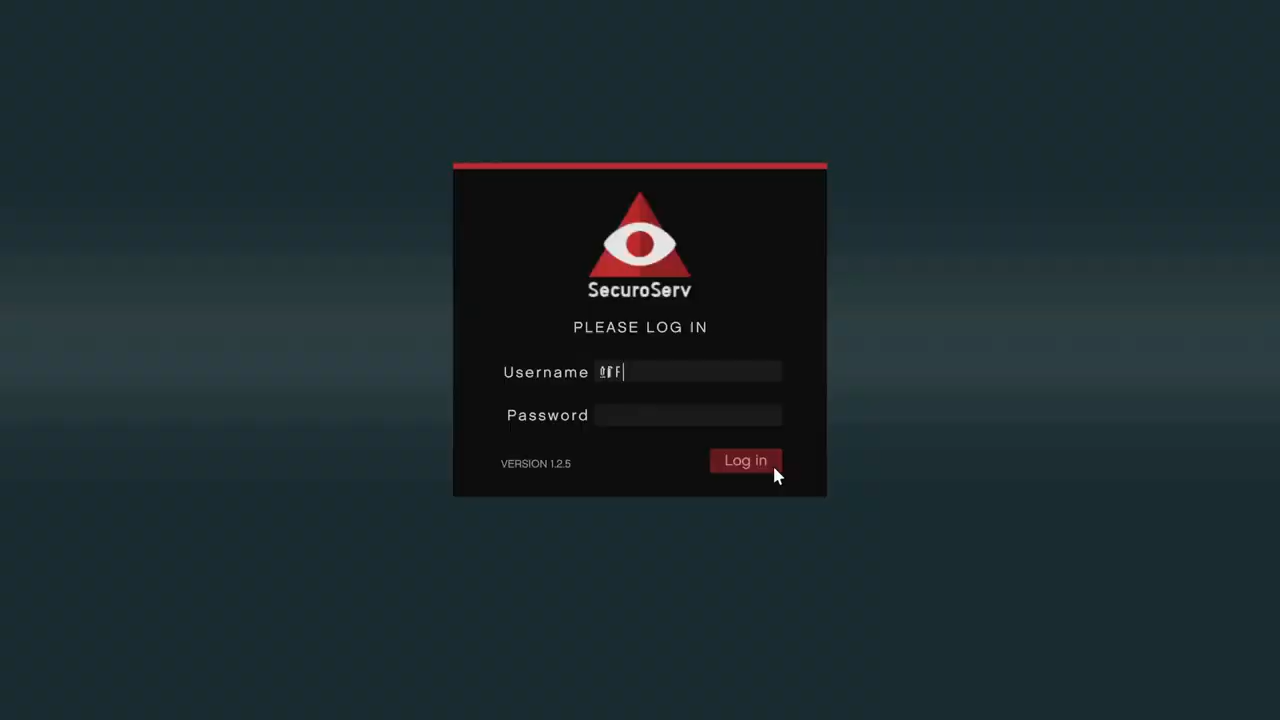 SecuroServ
PLEASE LOG IN
Username
Password
VERSION 1.2.5
Log in